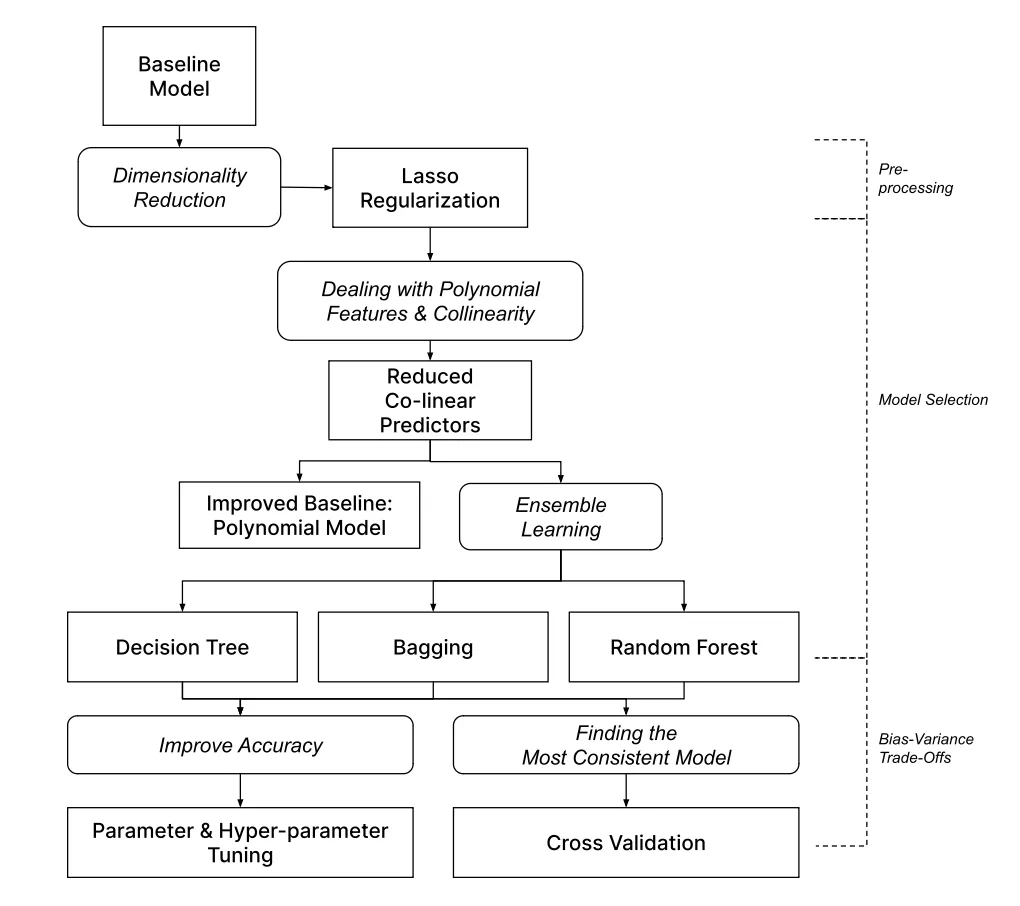 Baseline
Model
Dimensionality
Reduction
Lasso
Regularization
Pre-
processing
Dealing with Polynomial
Features & Collinearity
Reduced
Co-linear
Predictors
Model Selection
Improved Baseline:
Polynomial Model
Ensemble
Learning
Decision Tree
Bagging
Random Forest
Improve Accuracy
Finding the
Most Consistent Model
Bias-Variance
Trade-Offs
Parameter & Hyper-parameter
Tuning
Cross Validation